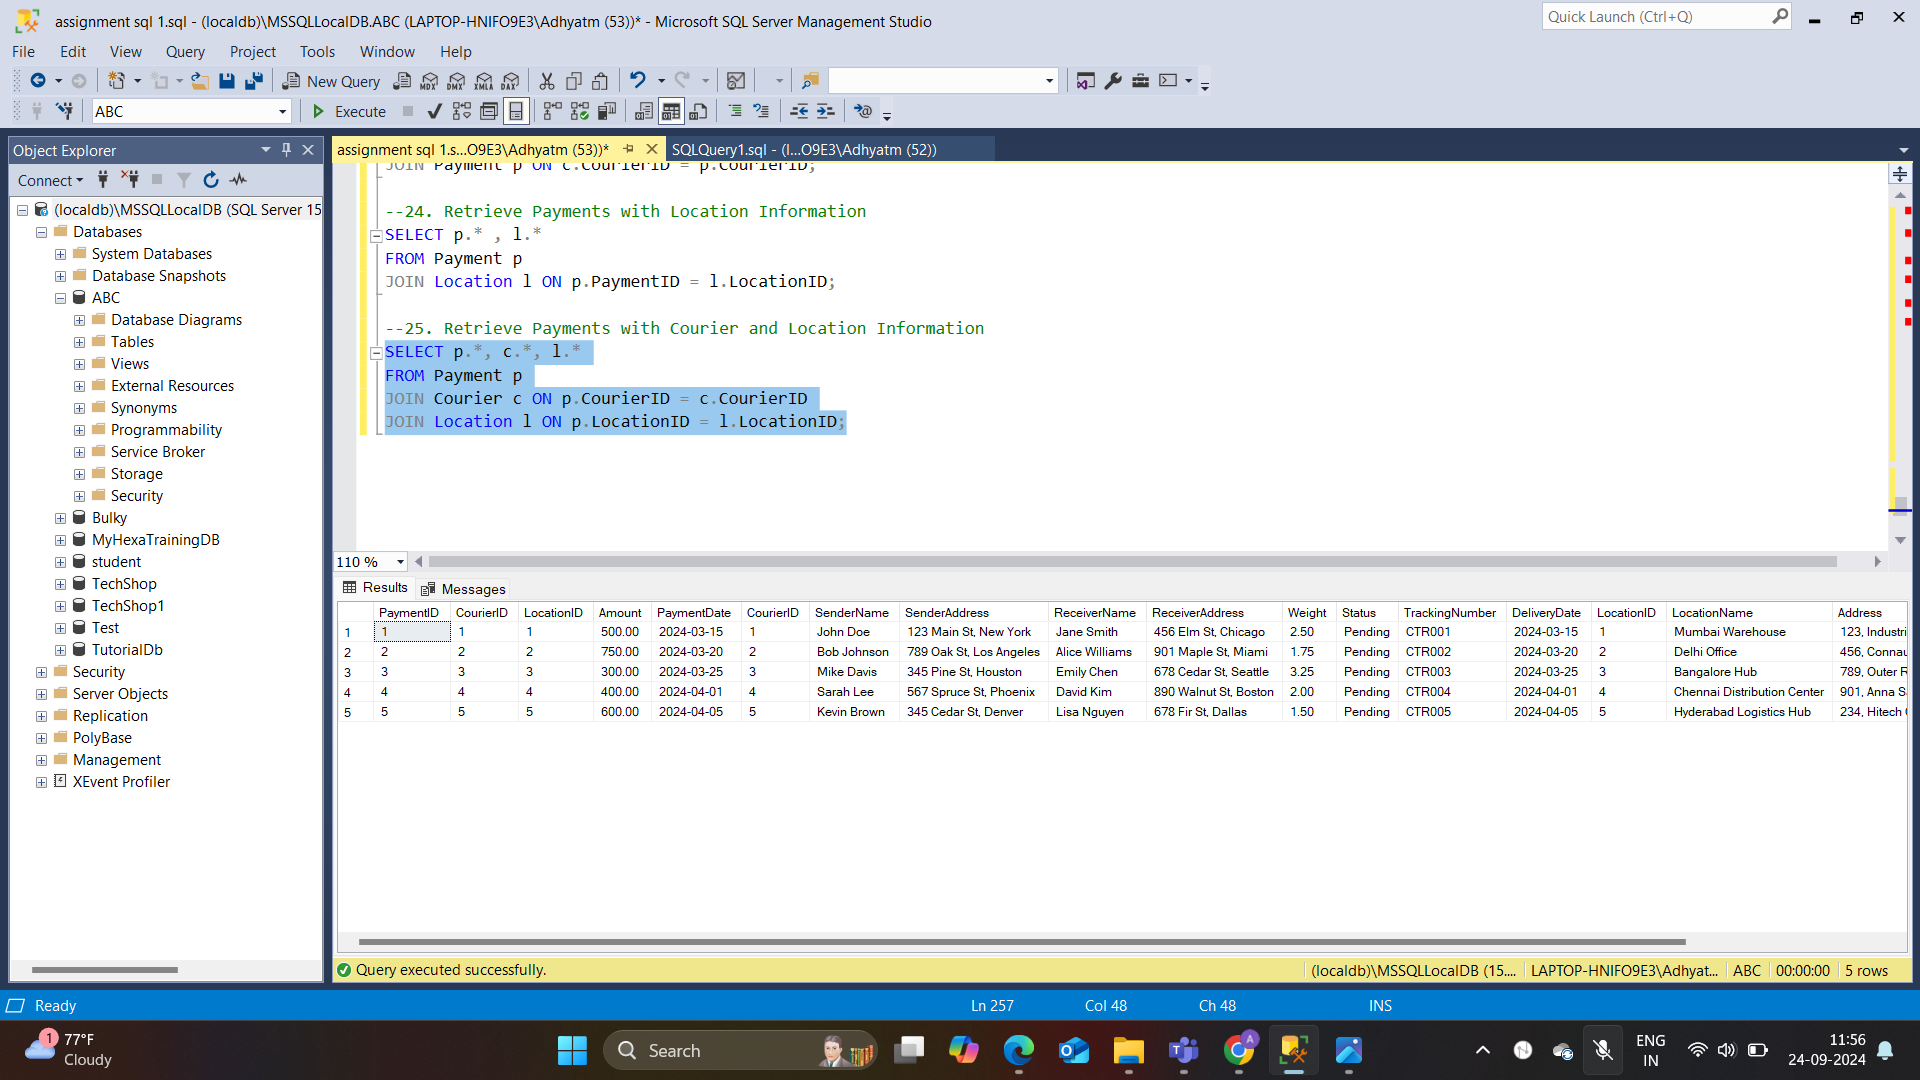 assignment sql 1.sql - (localdb)\MSSQLLocalDB.ABC (LAPTOP-HNIFO9E3\Adhyatm (53))* - Microsoft SQL Server Management Studio
Quick Launch (Ctrl+Q)
File Edit View Query Project Tools Window Help
New Query MDX DMX XMLA DAX
ABC Execute
Object Explorer
assignment sql 1.s...O9E3\Adhyatm (53))* SQLQuery1.sql - (l...O9E3\Adhyatm (52))
Connect
(localdb)\MSSQLLocalDB (SQL Server 15
Databases
System Databases
Database Snapshots
ABC
Database Diagrams
Tables
Views
External Resources
Synonyms
Programmability
Service Broker
Storage
Security
Bulky
MyHexaTrainingDB
student
TechShop
TechShop1
Test
TutorialDb
Security
Server Objects
Replication
PolyBase
Management
XEvent Profiler
JOIN Payment p ON c.CourierID = p.CourierID;
--24. Retrieve Payments with Location Information
SELECT p.* , l.*
FROM Payment p
JOIN Location l ON p.PaymentID = l.LocationID;
--25. Retrieve Payments with Courier and Location Information
SELECT p.*, c.*, l.*
FROM Payment p
JOIN Courier c ON p.CourierID = c.CourierID
JOIN Location l ON p.LocationID = l.LocationID;
110 %
Results Messages
PaymentID CourierID LocationID Amount PaymentDate CourierID SenderName SenderAddress ReceiverName ReceiverAddress Weight Status TrackingNumber DeliveryDate LocationID LocationName Address
1 1 1 1 500.00 2024-03-15 1 John Doe 123 Main St, New York Jane Smith 456 Elm St, Chicago 2.50 Pending CTR001 2024-03-15 1 Mumbai Warehouse 123, Industri
2 2 2 2 750.00 2024-03-20 2 Bob Johnson 789 Oak St, Los Angeles Alice Williams 901 Maple St, Miami 1.75 Pending CTR002 2024-03-20 2 Delhi Office 456, Connau
3 3 3 3 300.00 2024-03-25 3 Mike Davis 345 Pine St, Houston Emily Chen 678 Cedar St, Seattle 3.25 Pending CTR003 2024-03-25 3 Bangalore Hub 789, Outer R
4 4 4 4 400.00 2024-04-01 4 Sarah Lee 567 Spruce St, Phoenix David Kim 890 Walnut St, Boston 2.00 Pending CTR004 2024-04-01 4 Chennai Distribution Center 901, Anna S
5 5 5 5 600.00 2024-04-05 5 Kevin Brown 345 Cedar St, Denver Lisa Nguyen 678 Fir St, Dallas 1.50 Pending CTR005 2024-04-05 5 Hyderabad Logistics Hub 234, Hitech
Query executed successfully. (localdb)\MSSQLLocalDB (15.... LAPTOP-HNIFO9E3\Adhyat... ABC 00:00:00 5 rows
Ready Ln 257 Col 48 Ch 48 INS
1 77°F
Cloudy
Search
A
ENG
IN
11:56
24-09-2024